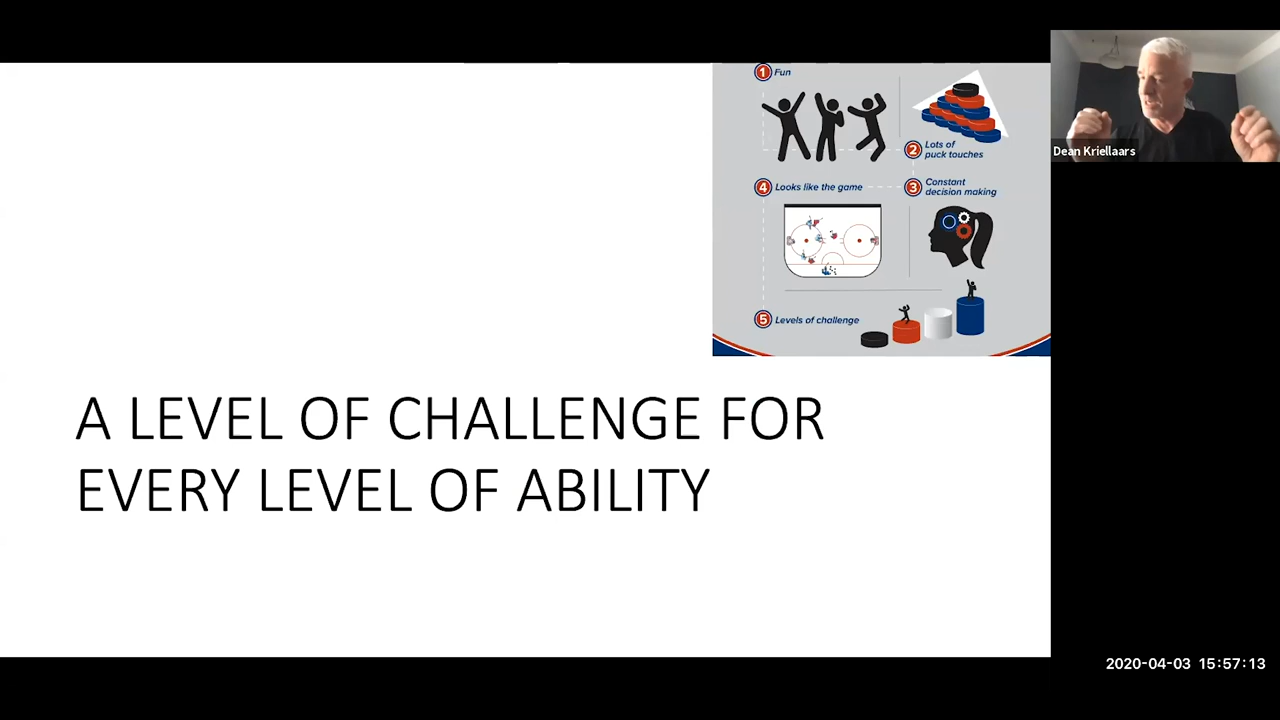 1 Fun
2 Lots of
puck touches
4 Looks like the game
3 Constant
decision making
5 Levels of challenge
A LEVEL OF CHALLENGE FOR
EVERY LEVEL OF ABILITY
Dean Kriellaars
2020-04-03 15:57:13